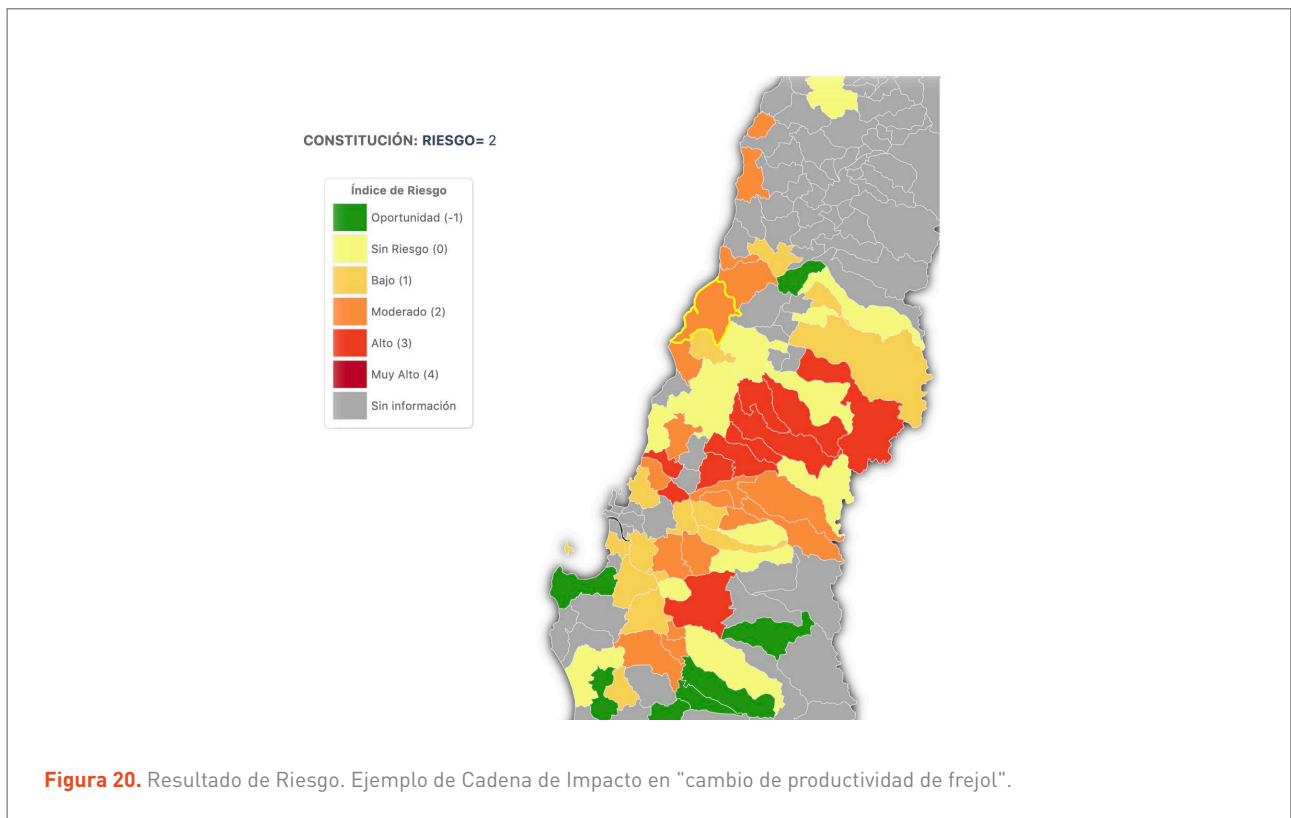 CONSTITUCIÓN: RIESGO= 2
Índice de Riesgo
Oportunidad (-1)
Sin Riesgo (0)
Bajo (1)
Moderado (2)
Alto (3)
Muy Alto (4)
Sin información
Figura 20. Resultado de Riesgo. Ejemplo de Cadena de Impacto en "cambio de productividad de frejol".